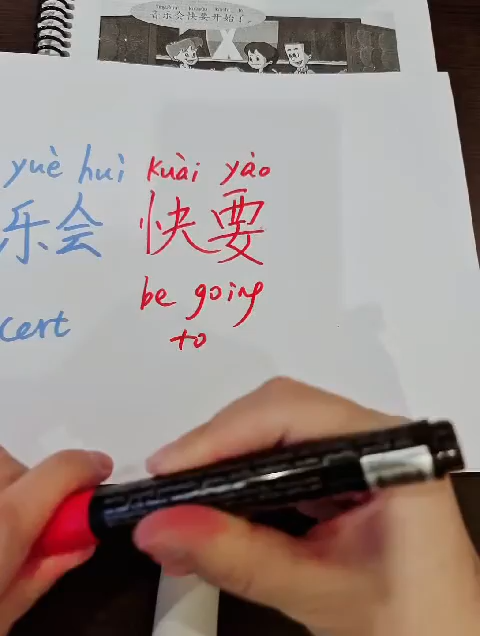 音乐会快要开始了。
yuè huì kuài yào
乐会 快要
be going
cert
to